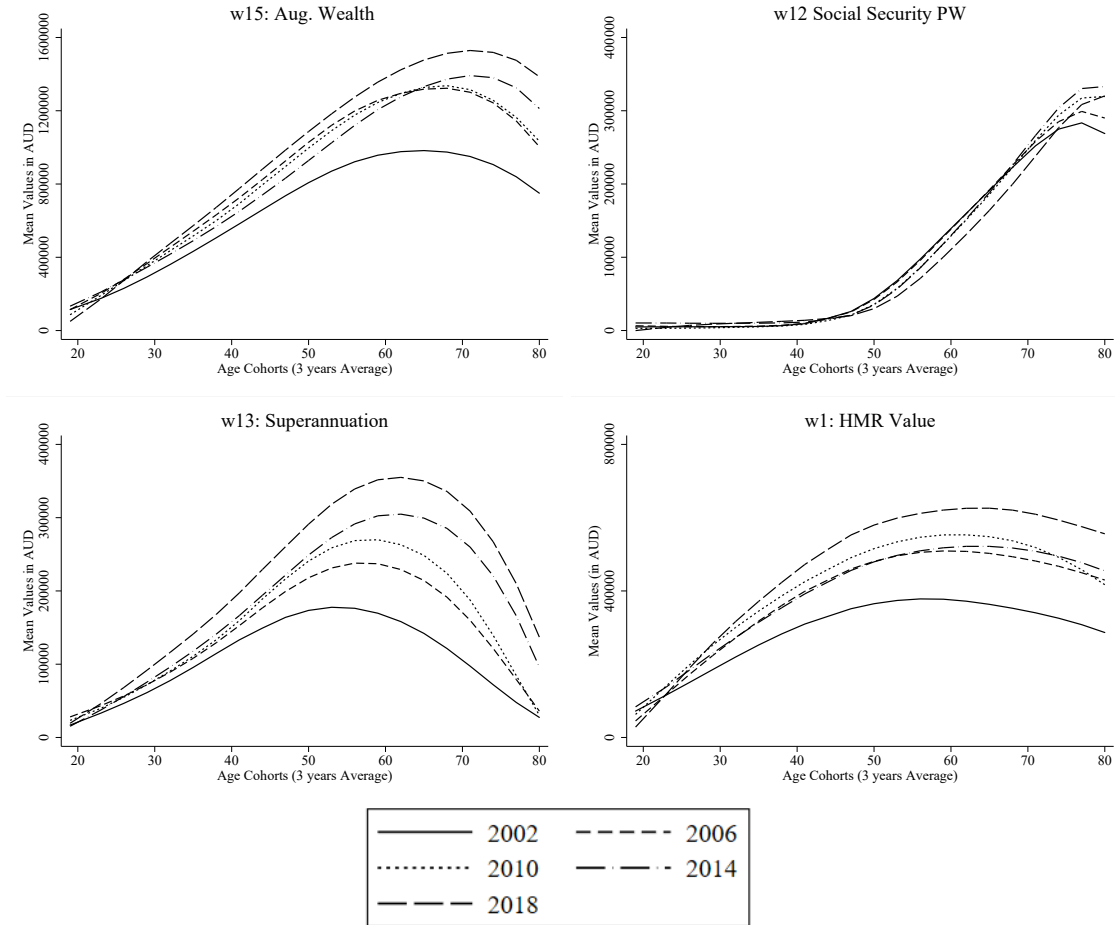 w15: Aug. Wealth
Mean Values in AUD
1600000
1200000
800000
400000
0
20 30 40 50 60 70 80
Age Cohorts (3 years Average)
w12 Social Security PW
Mean Values in AUD
400000
300000
200000
100000
0
20 30 40 50 60 70 80
Age Cohorts (3 years Average)
w13: Superannuation
Mean Values in AUD
400000
300000
200000
100000
0
20 30 40 50 60 70 80
Age Cohorts (3 years Average)
w1: HMR Value
Mean Values (in AUD)
800000
400000
0
20 30 40 50 60 70 80
Age Cohorts (3 years Average)
2002 2006
2010 2014
2018